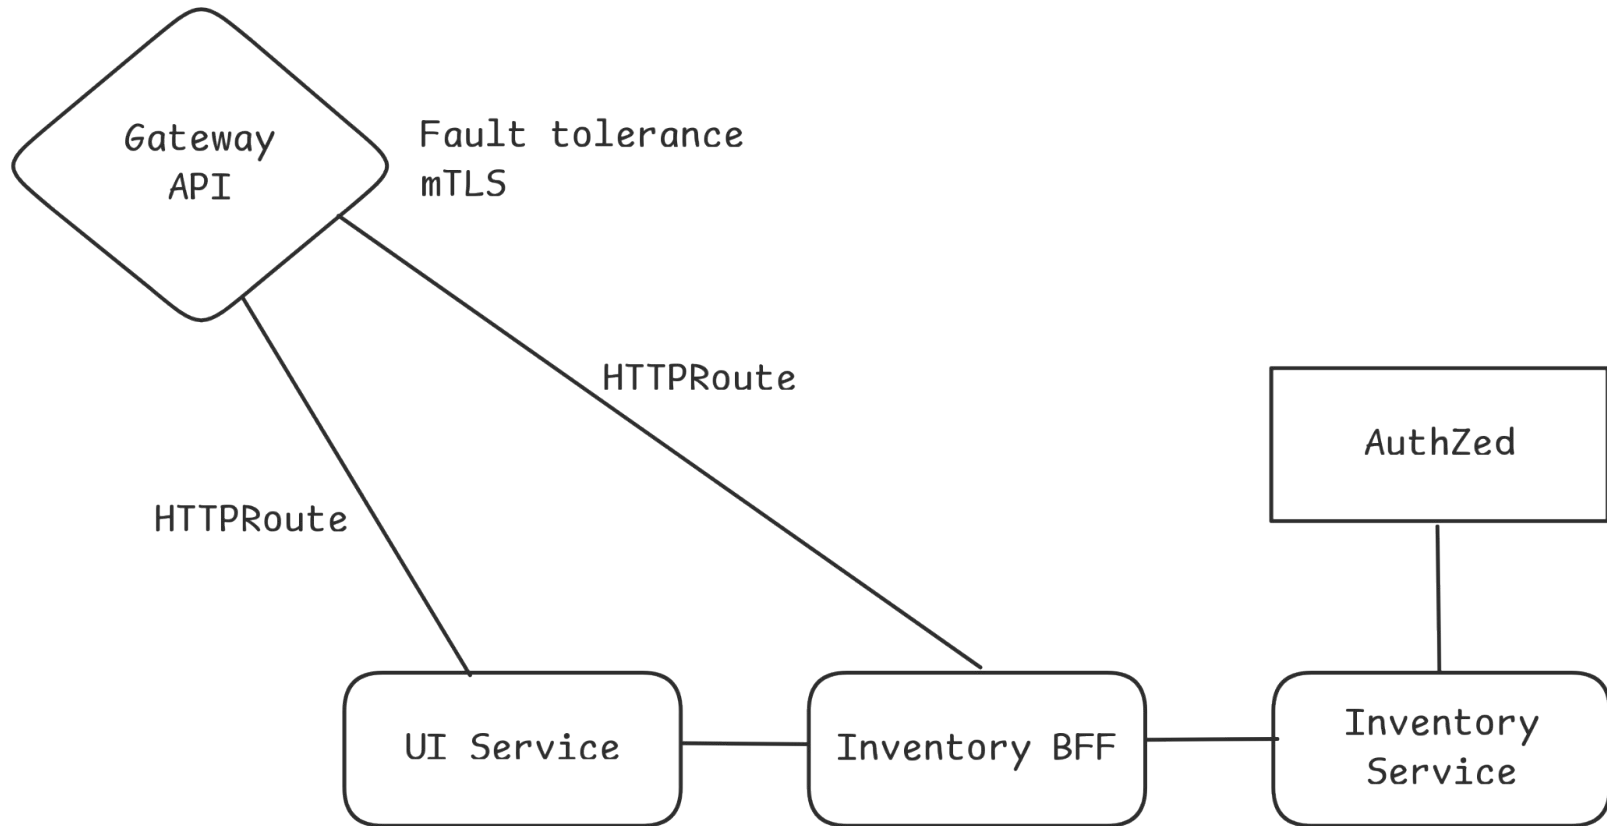 Gateway
API
Fault tolerance
mTLS
HTTPRoute
HTTPRoute
AuthZed
UI Service
Inventory BFF
Inventory
Service